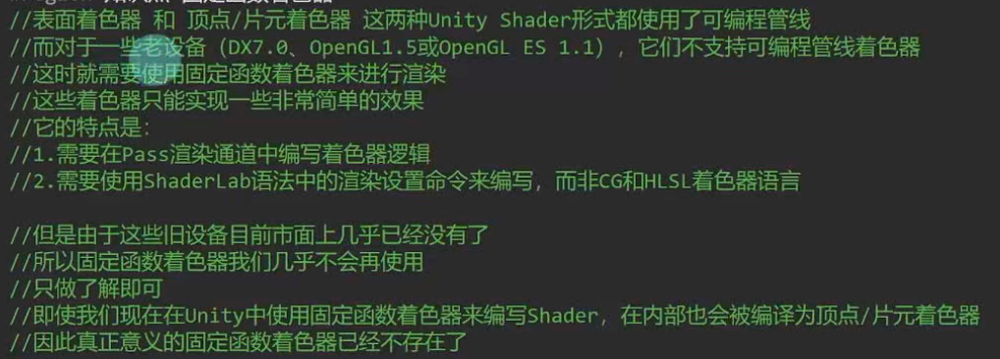 //表面着色器 和 顶点/片元着色器 这两种Unity Shader形式都使用了可编程管线
//而对于一些老设备（DX7.0、OpenGL1.5或OpenGL ES 1.1），它们不支持可编程管线着色器
//这时就需要使用固定函数着色器来进行渲染
//这些着色器只能实现一些非常简单的效果
//它的特点是：
//1.需要在Pass渲染通道中编写着色器逻辑
//2.需要使用ShaderLab语法中的渲染设置命令来编写，而非CG和HLSL着色器语言
//但是由于这些旧设备目前市面上几乎已经没有了
//所以固定函数着色器我们几乎不会再使用
//只做了解即可
//即使我们现在在Unity中使用固定函数着色器来编写Shader，在内部也会被编译为顶点/片元着色器
//因此真正意义的固定函数着色器已经不存在了